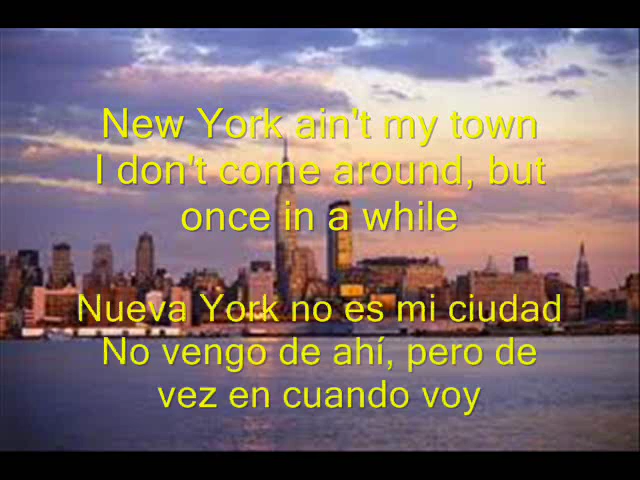 New York ain't my town
I don't come around, but
once in a while
Nueva York no es mi ciudad
No vengo de ahí, pero de
vez en cuando voy